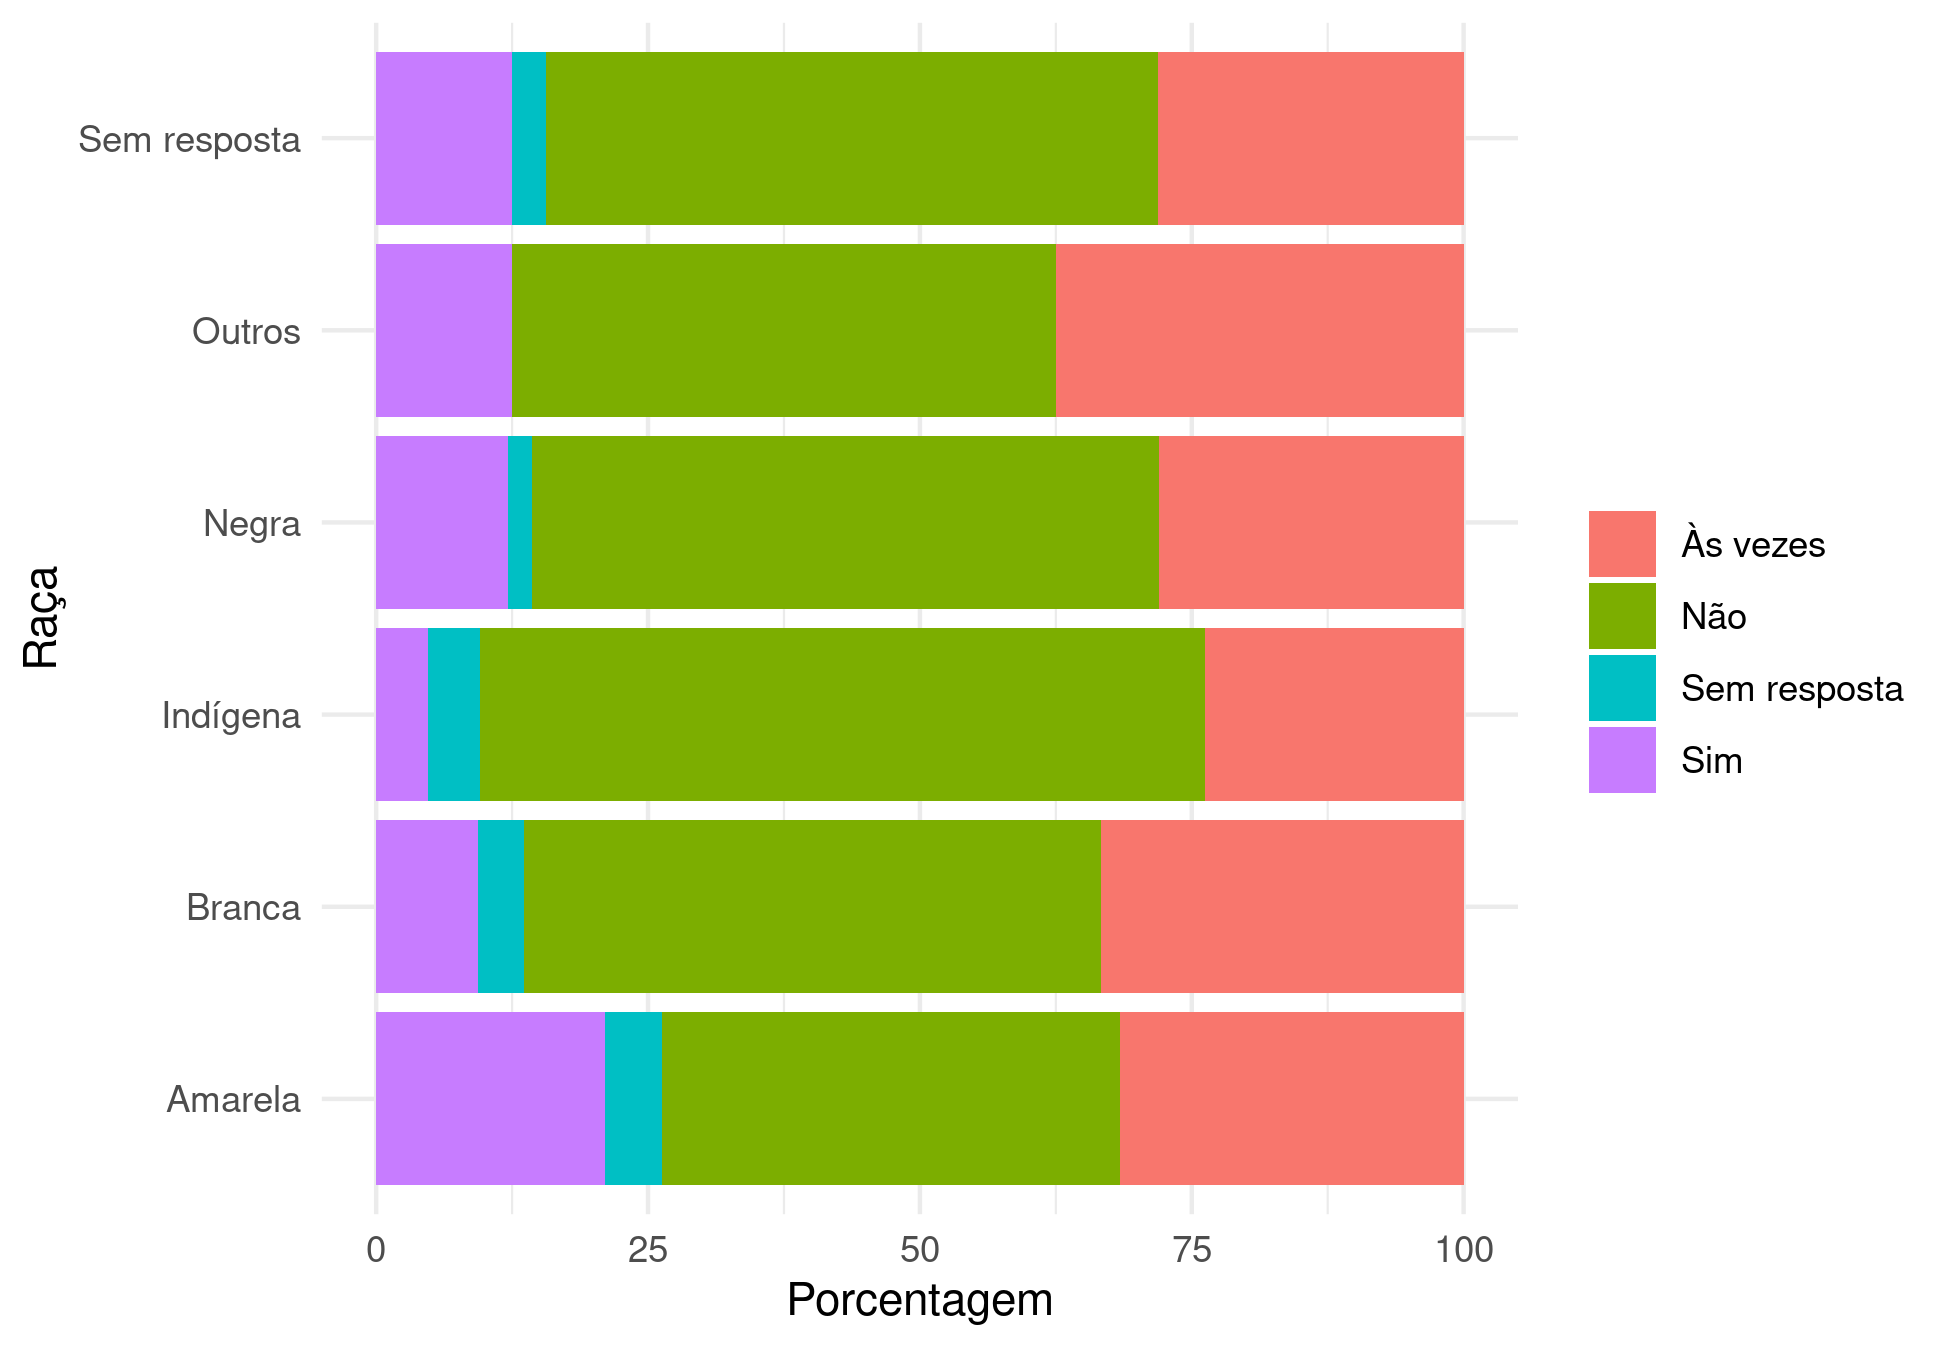 Raça
Sem resposta
Outros
Negra
Indígena
Branca
Amarela
0 25 50 75 100
Porcentagem
Às vezes
Não
Sem resposta
Sim